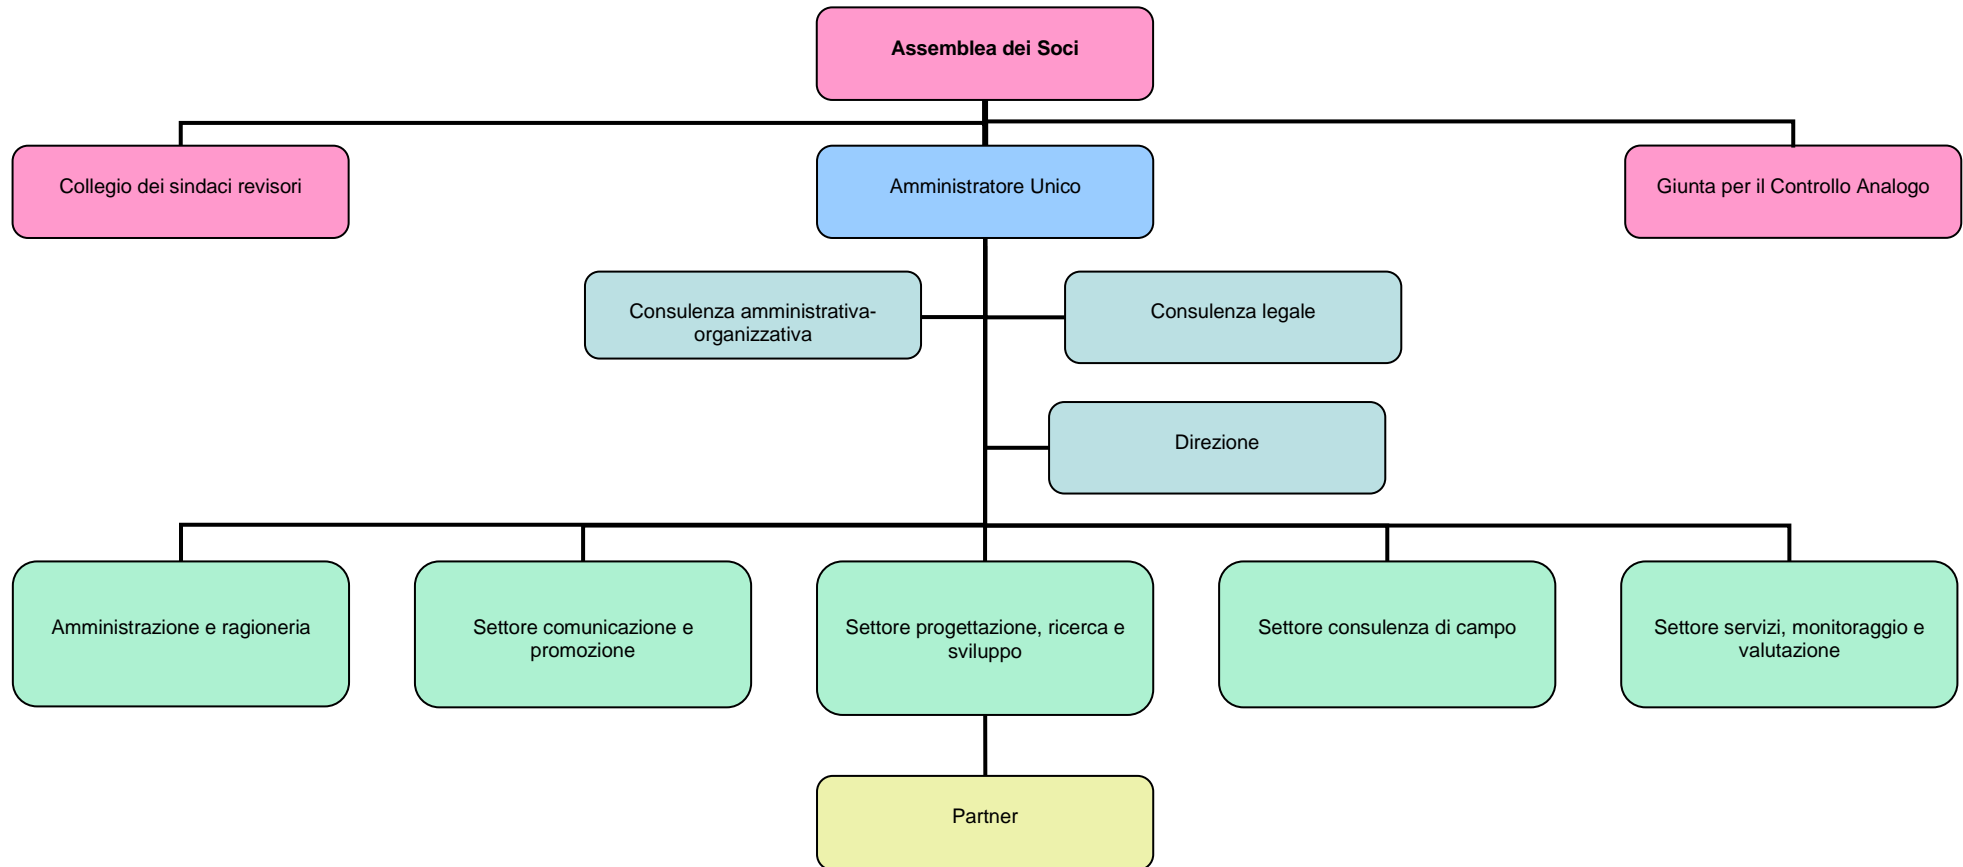 Assemblea dei Soci
Collegio dei sindaci revisori
Amministratore Unico
Giunta per il Controllo Analogo
Consulenza amministrativa-
organizzativa
Consulenza legale
Direzione
Amministrazione e ragioneria
Settore comunicazione e
promozione
Settore progettazione, ricerca e
sviluppo
Settore consulenza di campo
Settore servizi, monitoraggio e
valutazione
Partner